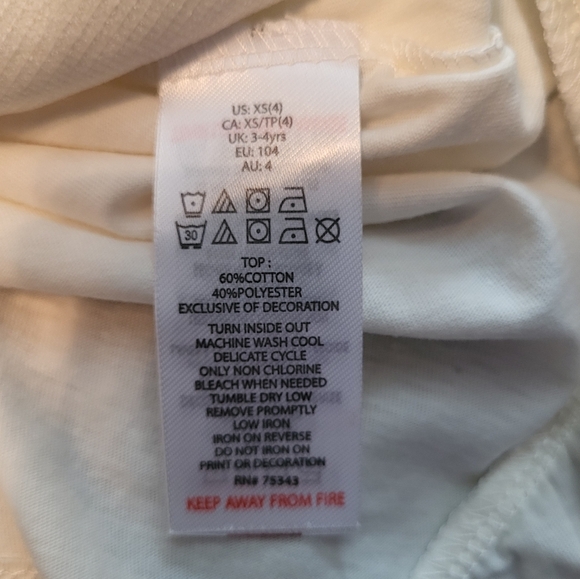 US: XS(4)
CA: XS/TP(4)
UK: 3-4yrs
EU: 104
AU: 4
30
TOP :
60%COTTON
40%POLYESTER
EXCLUSIVE OF DECORATION
TURN INSIDE OUT
MACHINE WASH COOL
DELICATE CYCLE
ONLY NON CHLORINE
BLEACH WHEN NEEDED
TUMBLE DRY LOW
REMOVE PROMPTLY
LOW IRON
IRON ON REVERSE
DO NOT IRON ON
PRINT OR DECORATION
RN# 75343
KEEP AWAY FROM FIRE